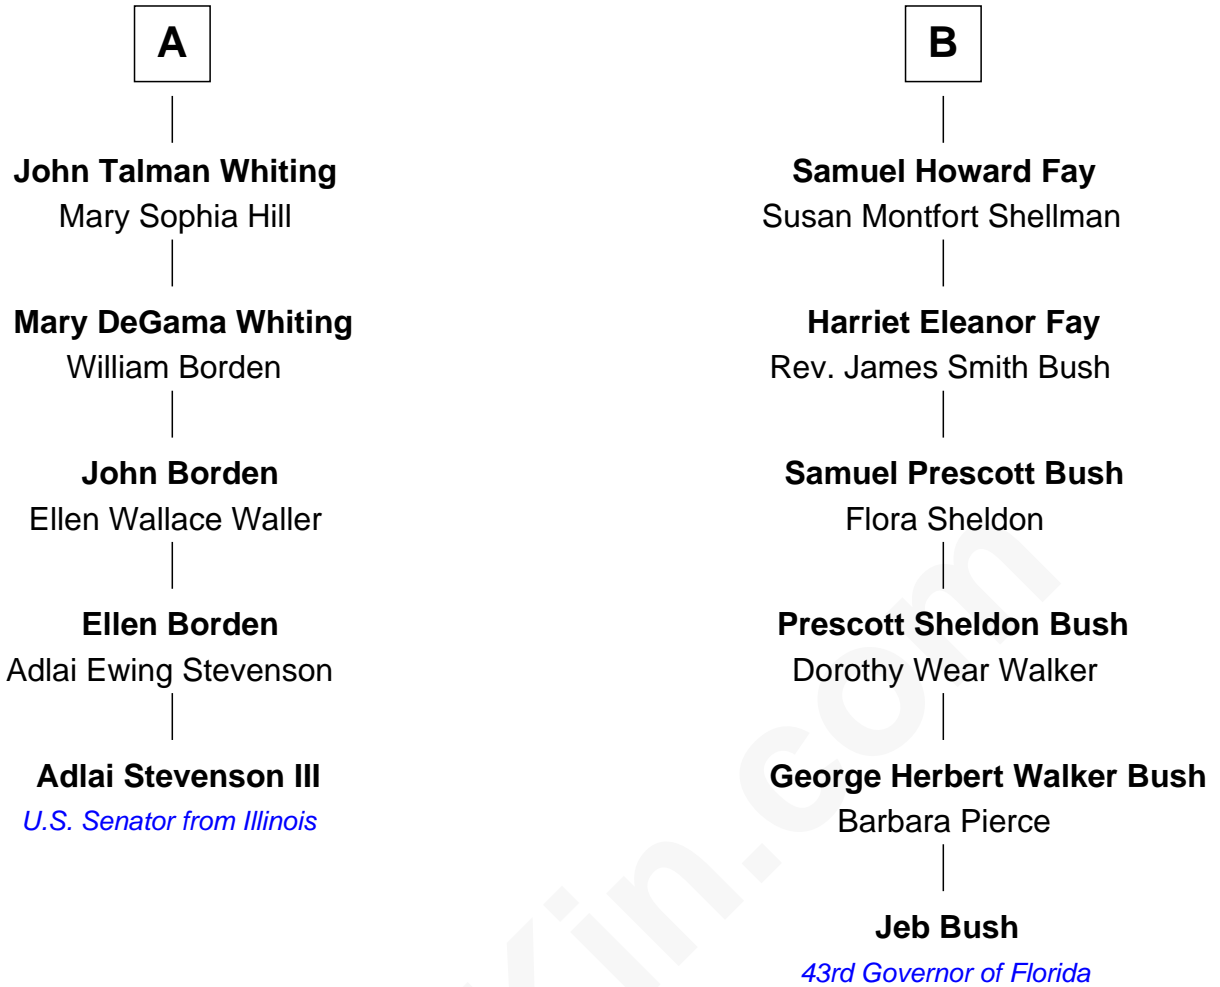 A
John Talman Whiting
Mary Sophia Hill
Mary DeGama Whiting
William Borden
John Borden
Ellen Wallace Waller
Ellen Borden
Adlai Ewing Stevenson
Adlai Stevenson III
U.S. Senator from Illinois
B
Samuel Howard Fay
Susan Montfort Shellman
Harriet Eleanor Fay
Rev. James Smith Bush
Samuel Prescott Bush
Flora Sheldon
Prescott Sheldon Bush
Dorothy Wear Walker
George Herbert Walker Bush
Barbara Pierce
Jeb Bush
43rd Governor of Florida
Kin.com